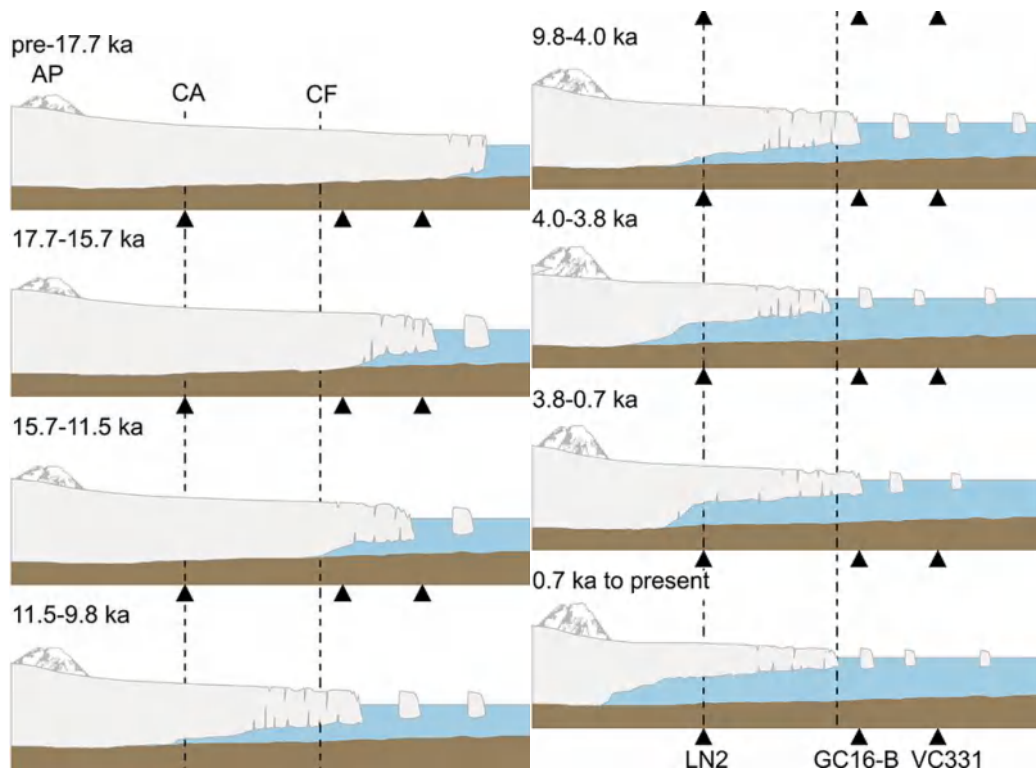 pre-17.7 ka
AP
CA
CF
17.7-15.7 ka
15.7-11.5 ka
11.5-9.8 ka
9.8-4.0 ka
4.0-3.8 ka
3.8-0.7 ka
0.7 ka to present
LN2
GC16-B
VC331